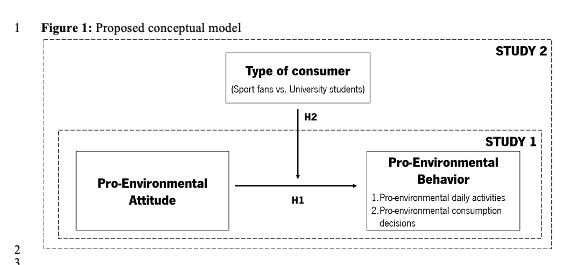 1 Figure 1: Proposed conceptual model
STUDY 2
Type of consumer
(Sport fans vs. University students)
H2
STUDY 1
Pro-Environmental
Attitude
H1
Pro-Environmental
Behavior
1.Pro-environmental daily activities
2.Pro-environmental consumption
decisions
2
3